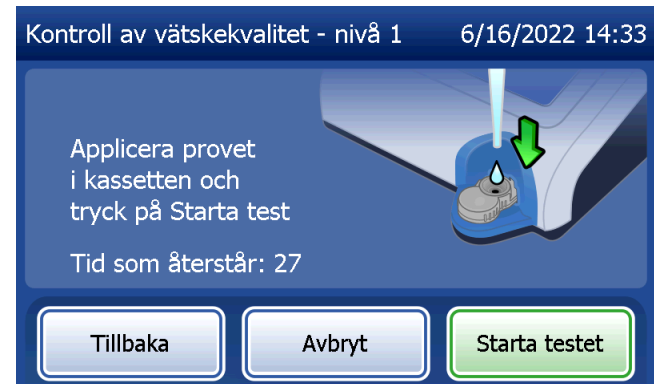 Kontroll av vätskekvalitet - nivå 1 6/16/2022 14:33
Applicera provet
i kassetten och
tryck på Starta test
Tid som återstår: 27
Tillbaka Avbryt Starta testet